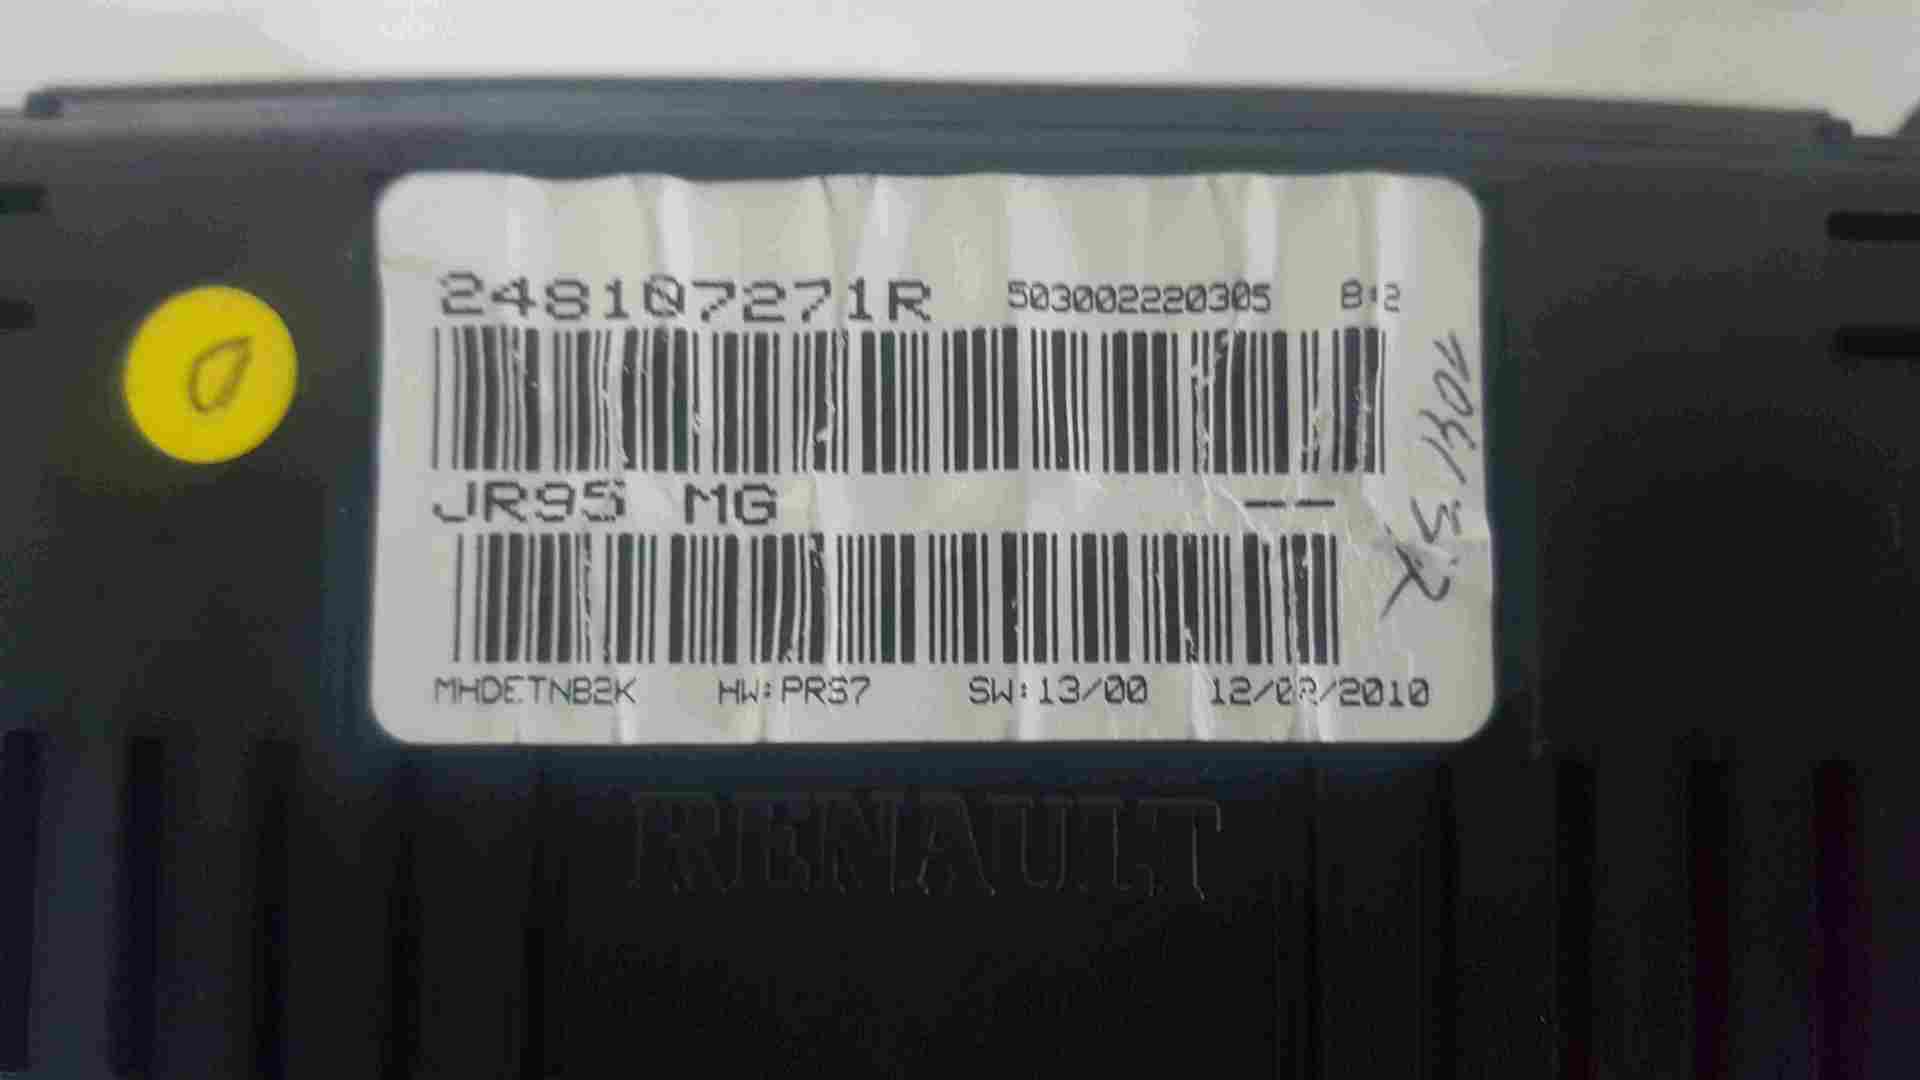 248107271R 503002220305 B:2
JR95 MG --
MHDETNB2K HW:PRS7 SW:13/00
RENAULT